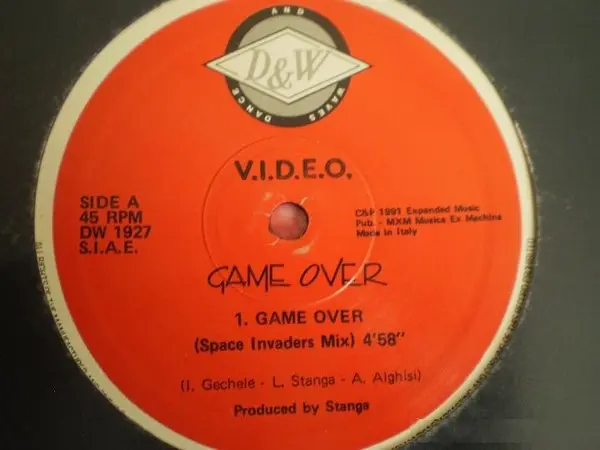 AND
D&W
DANCE WAVES
V.I.D.E.O.
SIDE A
45 RPM
DW 1927
S.I.A.E.
C&P 1991 Expanded Music
Pub. - MXM Musica Ex Machina
Made in Italy
GAME OVER
1. GAME OVER
(Space Invaders Mix) 4'58"
(I. Gechele - L. Stanga - A. Alghisi)
Produced by Stanga